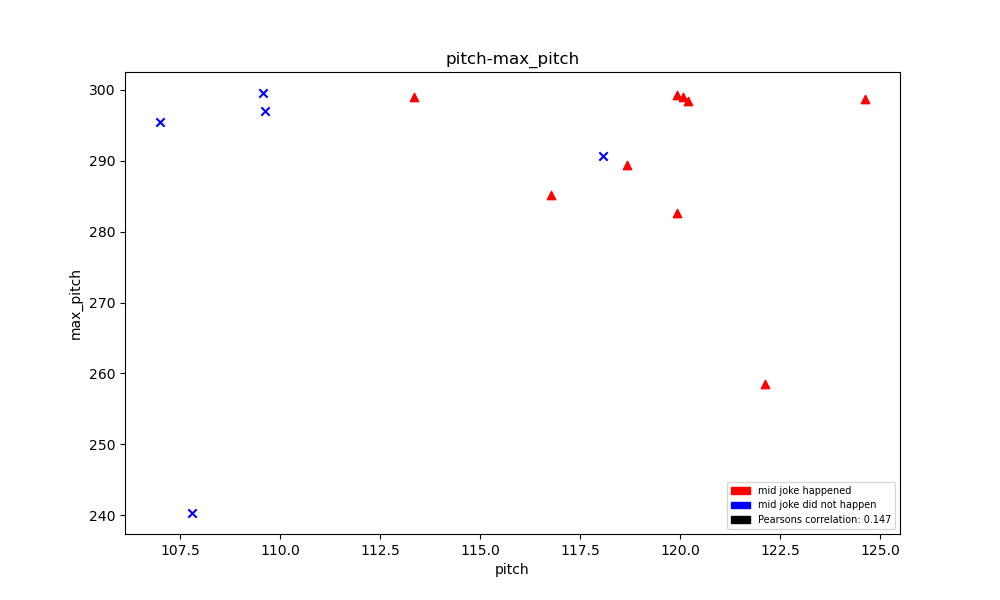 pitch-max_pitch
max_pitch
300
290
280
270
260
250
240
mid joke happened
mid joke did not happen
Pearsons correlation: 0.147
107.5 110.0 112.5 115.0 117.5 120.0 122.5 125.0
pitch